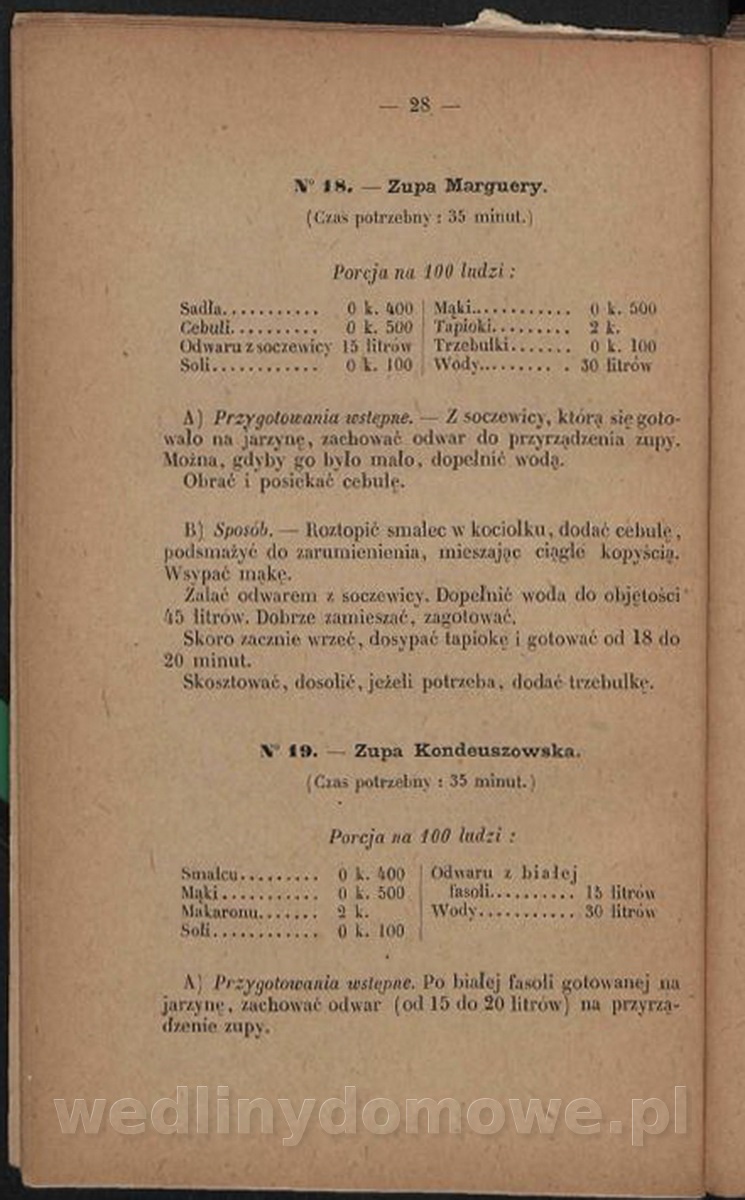 — 28 —
N° 18. — Zupa Marguery.
(Czas potrzebny : 35 minut.)
Porcja na 100 ludzi :
Sadła........... 0 k. 400
Cebuli.......... 0 k. 500
Odwaru z soczewicy 15 litrów
Soli............ 0 k. 100
Mąki............ 0 k. 500
Tapioki......... 2 k.
Trzebulki....... 0 k. 100
Wody......... . 30 litrów
A) Przygotowania wstępne. — Z soczewicy, którą się goto-
wało na jarzynę, zachować odwar do przyrządzenia zupy.
Można, gdyby go było mało, dopełnić wodą.
Obrać i posiekać cebulę.
B) Sposób. — Roztopić smalec w kociołku, dodać cebulę,
podsmażyć do zarumienienia, mieszając ciągle kopyścią.
Wsypać mąkę.
Zalać odwarem z soczewicy. Dopełnić woda do objętości
45 litrów. Dobrze zamieszać, zagotować.
Skoro zacznie wrzeć, dosypać tapiokę i gotować od 18 do
20 minut.
Skosztować, dosolić, jeżeli potrzeba, dodać trzebulkę.
N° 19. — Zupa Kondeuszowska.
(Czas potrzebny : 35 minut.)
Porcja na 100 ludzi :
Smalcu......... 0 k. 400
Mąki........... 0 k. 500
Makaronu....... 2 k.
Soli............ 0 k. 100
Odwaru z białej
fasoli.......... 15 litrów
Wody........... 30 litrów
A) Przygotowania wstępne. Po białej fasoli gotowanej na
jarzynę, zachować odwar (od 15 do 20 litrów) na przyrzą-
dzenie zupy.
wedlinydomowe.pl